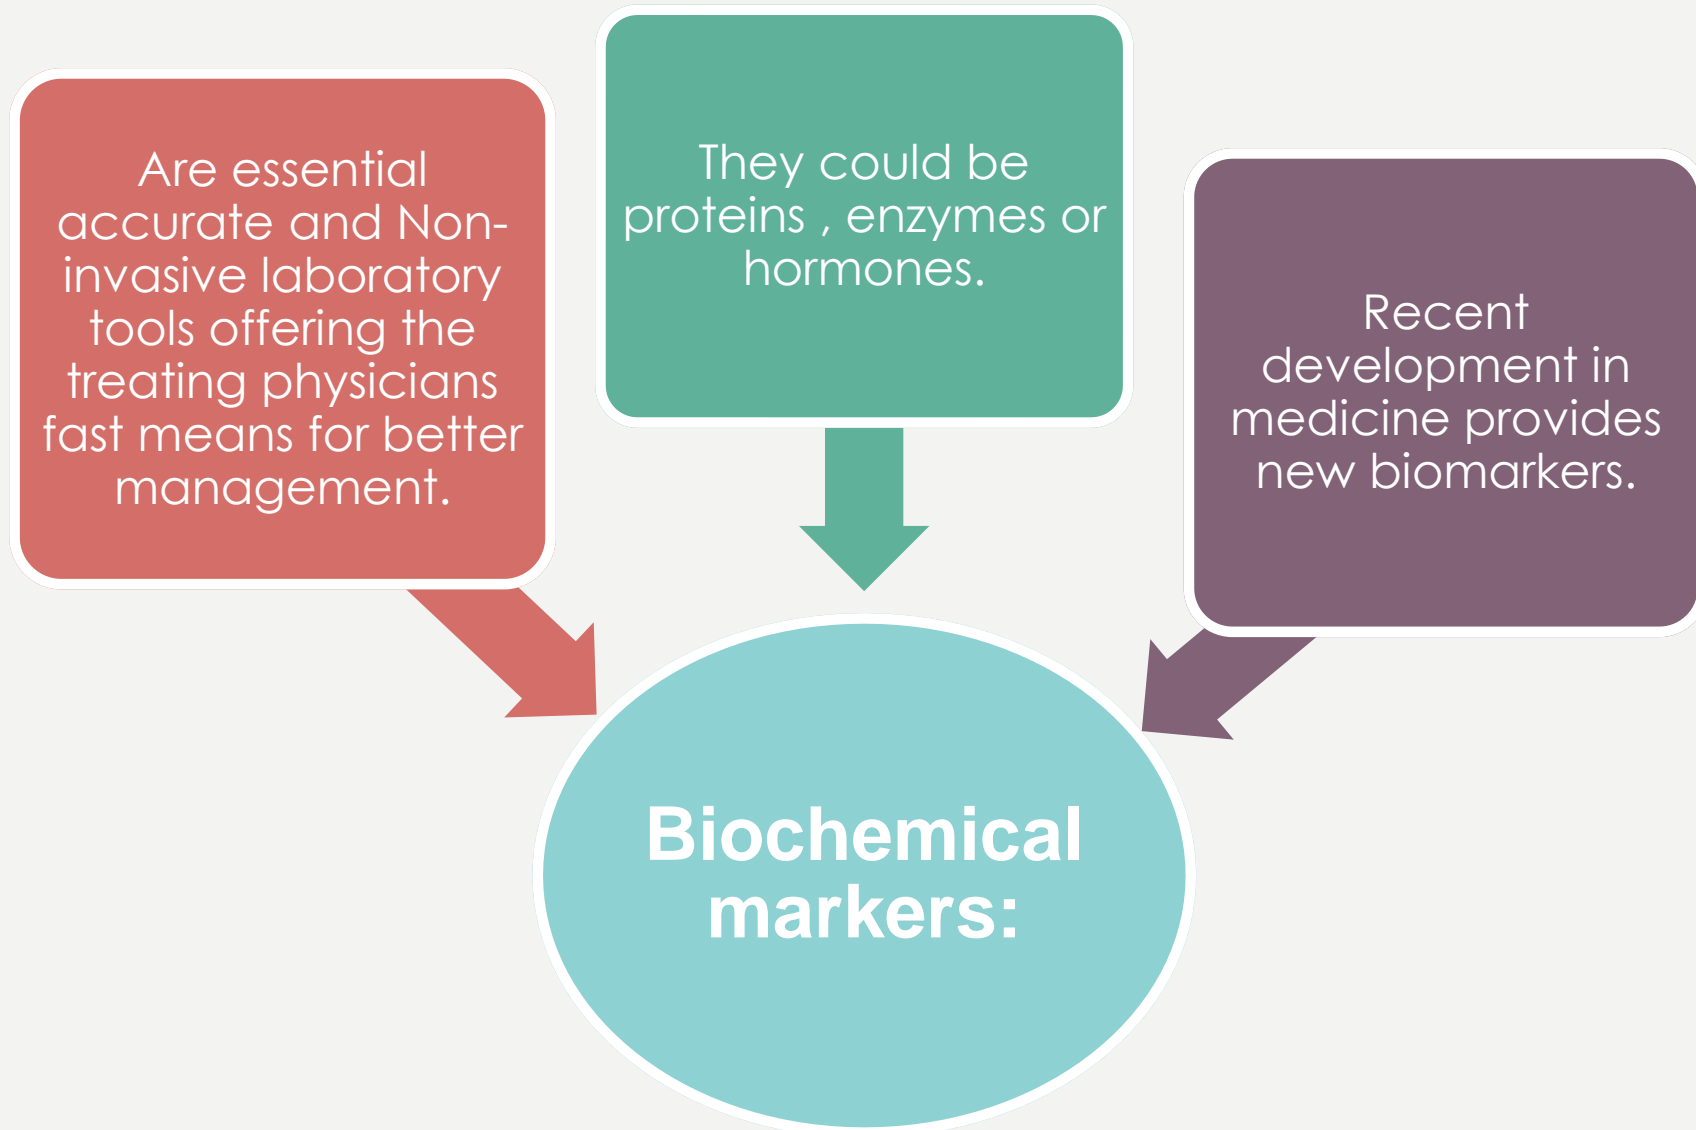 Are essential
accurate and Non-
invasive laboratory
tools offering the
treating physicians
fast means for better
management.
They could be
proteins , enzymes or
hormones.
Recent
development in
medicine provides
new biomarkers.
Biochemical
markers: